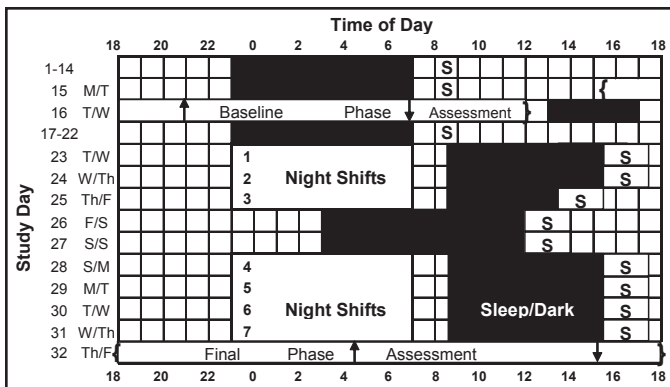 Time of Day
18 20 22 0 2 4 6 8 10 12 14 16 18
Study Day
1-14 S
15 M/T S {
16 T/W Baseline Phase Assessment }
17-22 S
23 T/W 1 S
24 W/Th 2 Night Shifts S
25 Th/F 3 S
26 F/S S
27 S/S S
28 S/M 4 S
29 M/T 5 S
30 T/W 6 Night Shifts Sleep/Dark S
31 W/Th 7 S
32 Th/F { Final Phase Assessment }
18 20 22 0 2 4 6 8 10 12 14 16 18